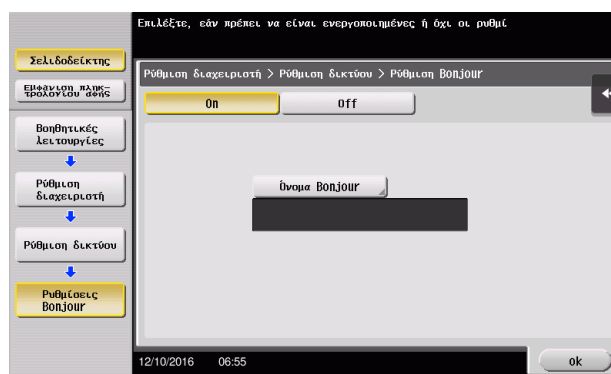 Επιλέξτε, εάν πρέπει να είναι ενεργοποιημένες ή όχι οι ρυθμί
Σελιδοδείκτης
Εμφάνιση πληκ-
τρολογίου αφής
Βοηθητικές
λειτουργίες
Ρύθμιση
διαχειριστή
Ρύθμιση δικτύου
Ρυθμίσεις
Bonjour
Ρύθμιση διαχειριστή > Ρύθμιση δικτύου > Ρύθμιση Bonjour
On
Off
Όνομα Bonjour
12/10/2016 06:55
ok